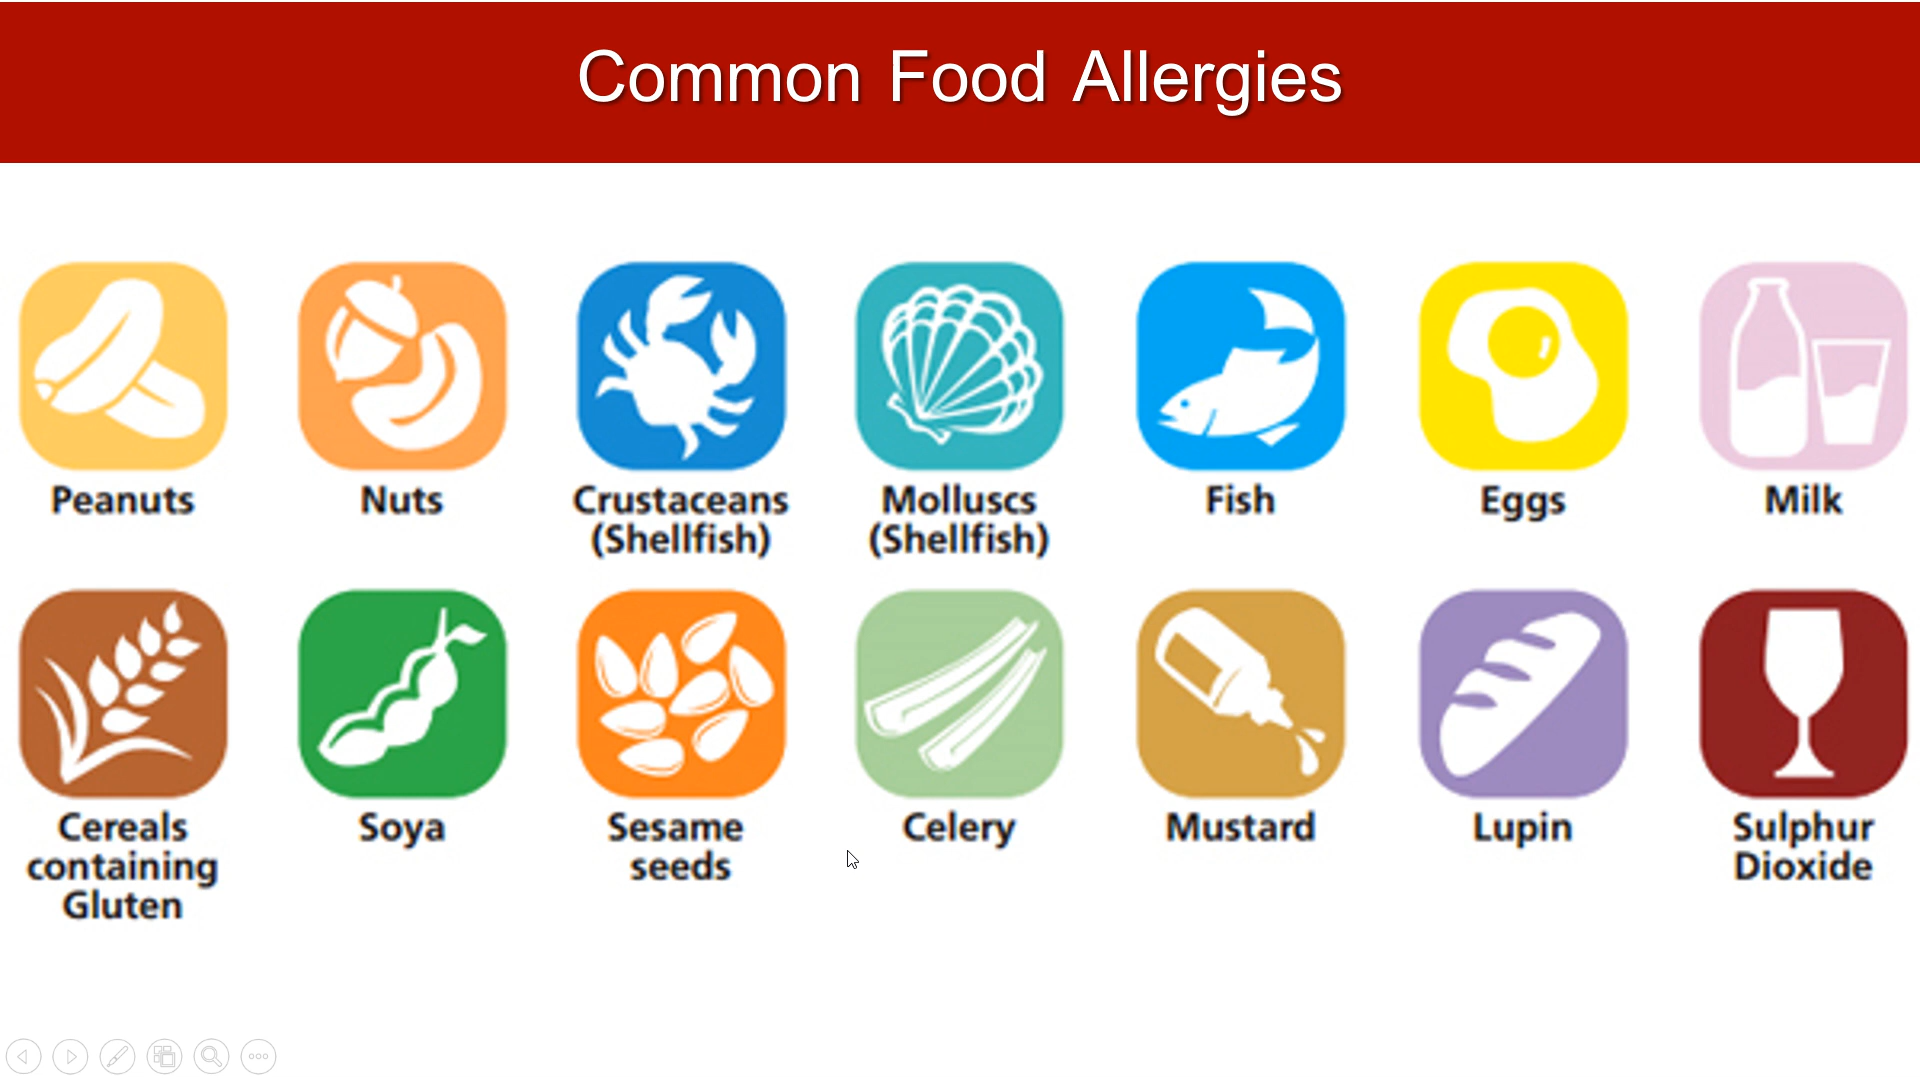 Common Food Allergies
Peanuts
Nuts
Crustaceans
(Shellfish)
Molluscs
(Shellfish)
Fish
Eggs
Milk
Cereals
containing
Gluten
Soya
Sesame
seeds
Celery
Mustard
Lupin
Sulphur
Dioxide